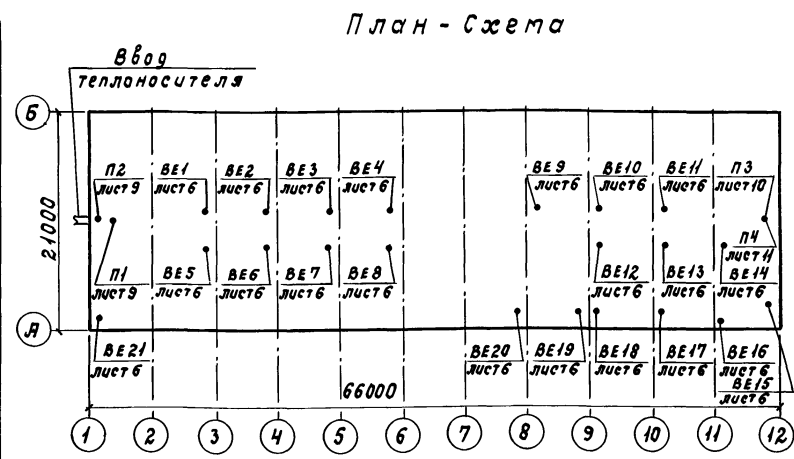 План - Схема
Ввод
теплоносителя
Б
П2
лист 9
ВЕ1
лист 6
ВЕ2
лист 6
ВЕ3
лист 6
ВЕ4
лист 6
ВЕ9
лист 6
ВЕ10
лист 6
ВЕ11
лист 6
П3
лист 10
21000
П1
лист 9
ВЕ5
лист 6
ВЕ6
лист 6
ВЕ7
лист 6
ВЕ8
лист 6
ВЕ12
лист 6
ВЕ13
лист 6
П4
лист 11
ВЕ14
лист 6
А
ВЕ21
лист 6
ВЕ20
лист 6
ВЕ19
лист 6
ВЕ18
лист 6
ВЕ17
лист 6
ВЕ16
лист 6
ВЕ15
лист 6
66000
1 2 3 4 5 6 7 8 9 10 11 12